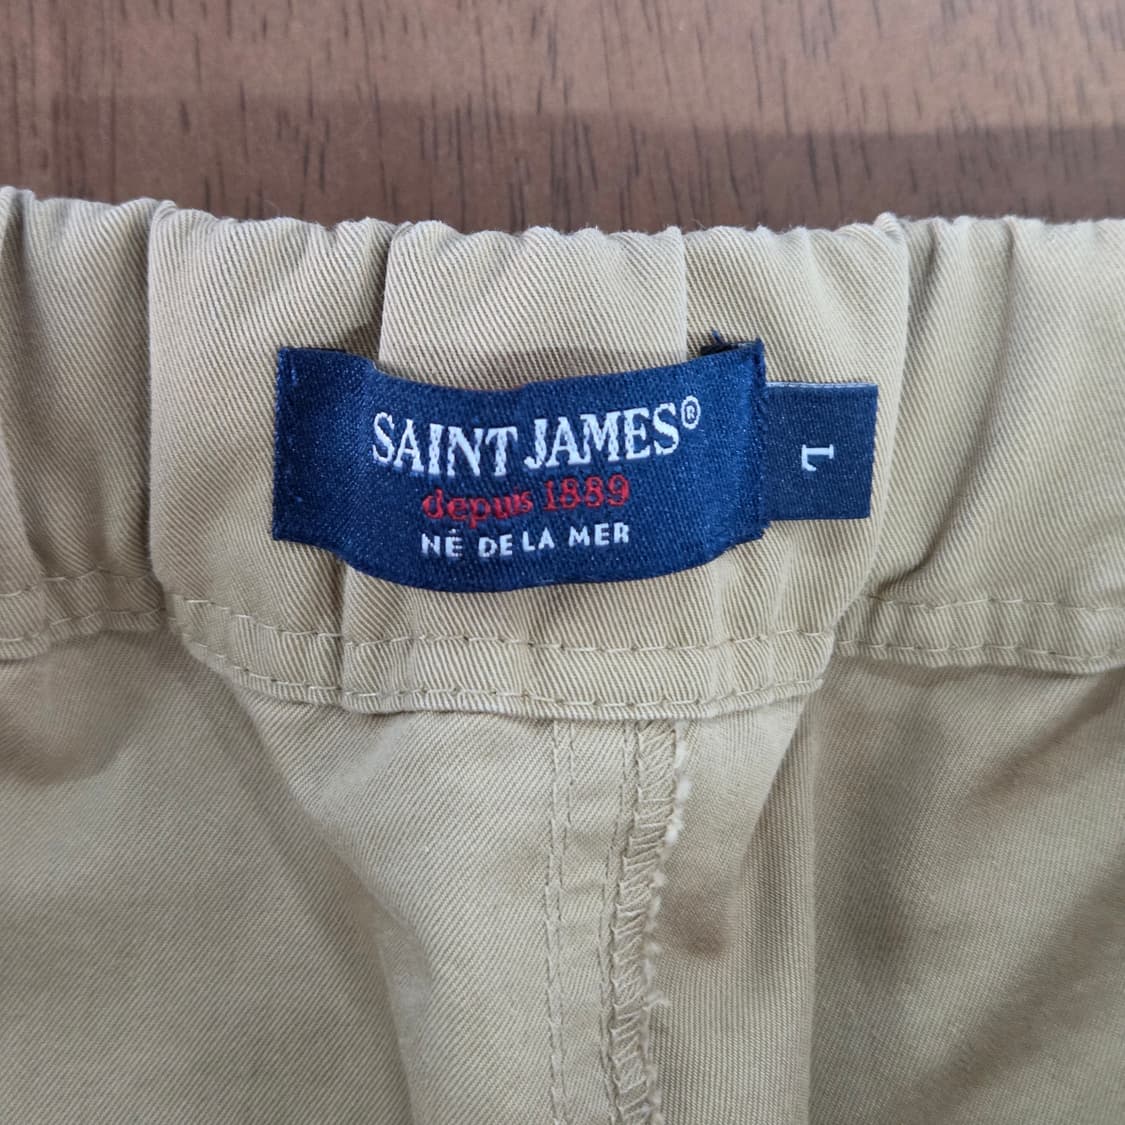 SAINT JAMES®
depuis 1889
NÉ DE LA MER
L